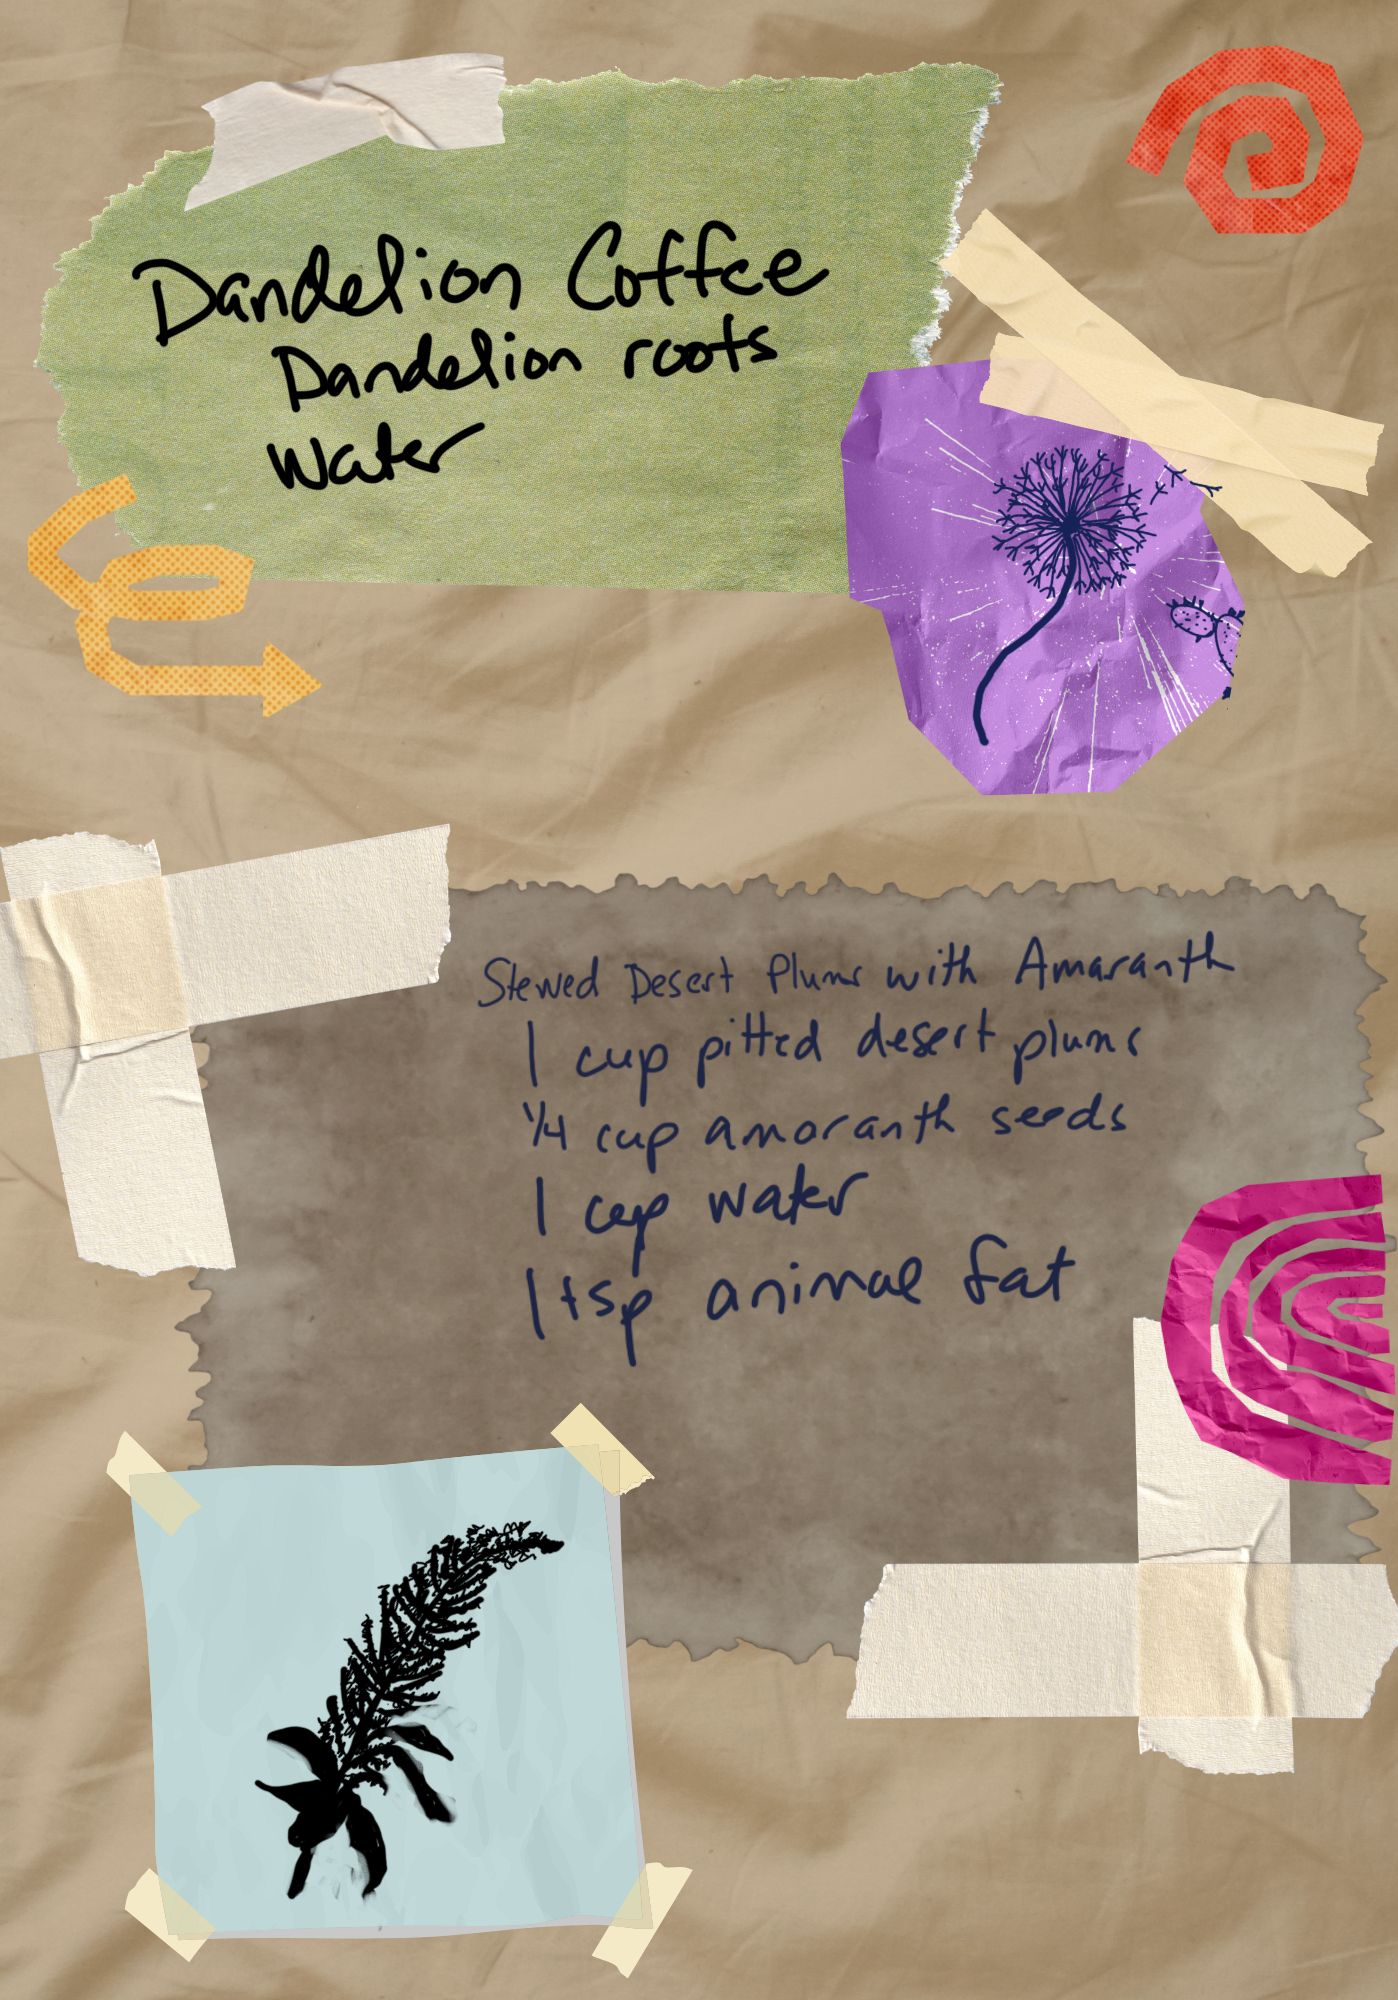 Dandelion Coffee
Dandelion roots
Water
Stewed Desert Plums with Amaranth
1 cup pitted desert plums
1/4 cup amaranth seeds
1 cup water
1 tsp animal fat